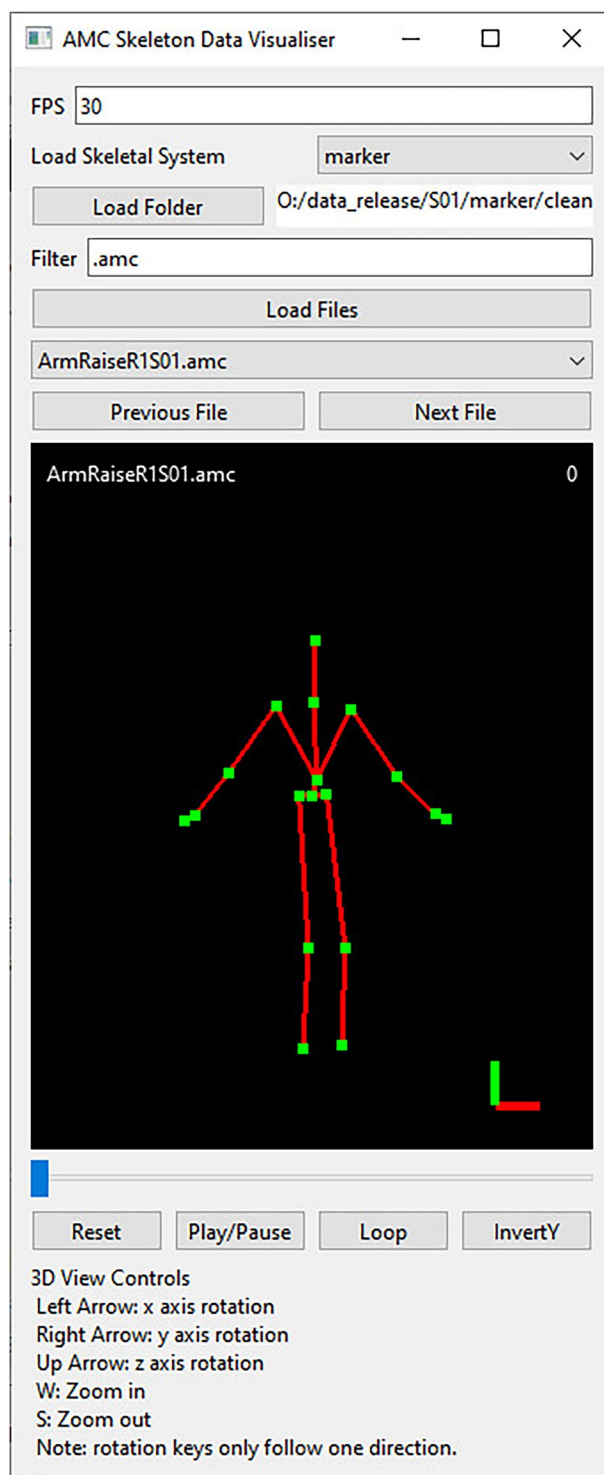 AMC Skeleton Data Visualiser
FPS 30
Load Skeletal System marker
Load Folder O:/data_release/S01/marker/clean
Filter .amc
Load Files
ArmRaiseR1S01.amc
Previous File Next File
ArmRaiseR1S01.amc 0
Reset Play/Pause Loop InvertY
3D View Controls
Left Arrow: x axis rotation
Right Arrow: y axis rotation
Up Arrow: z axis rotation
W: Zoom in
S: Zoom out
Note: rotation keys only follow one direction.